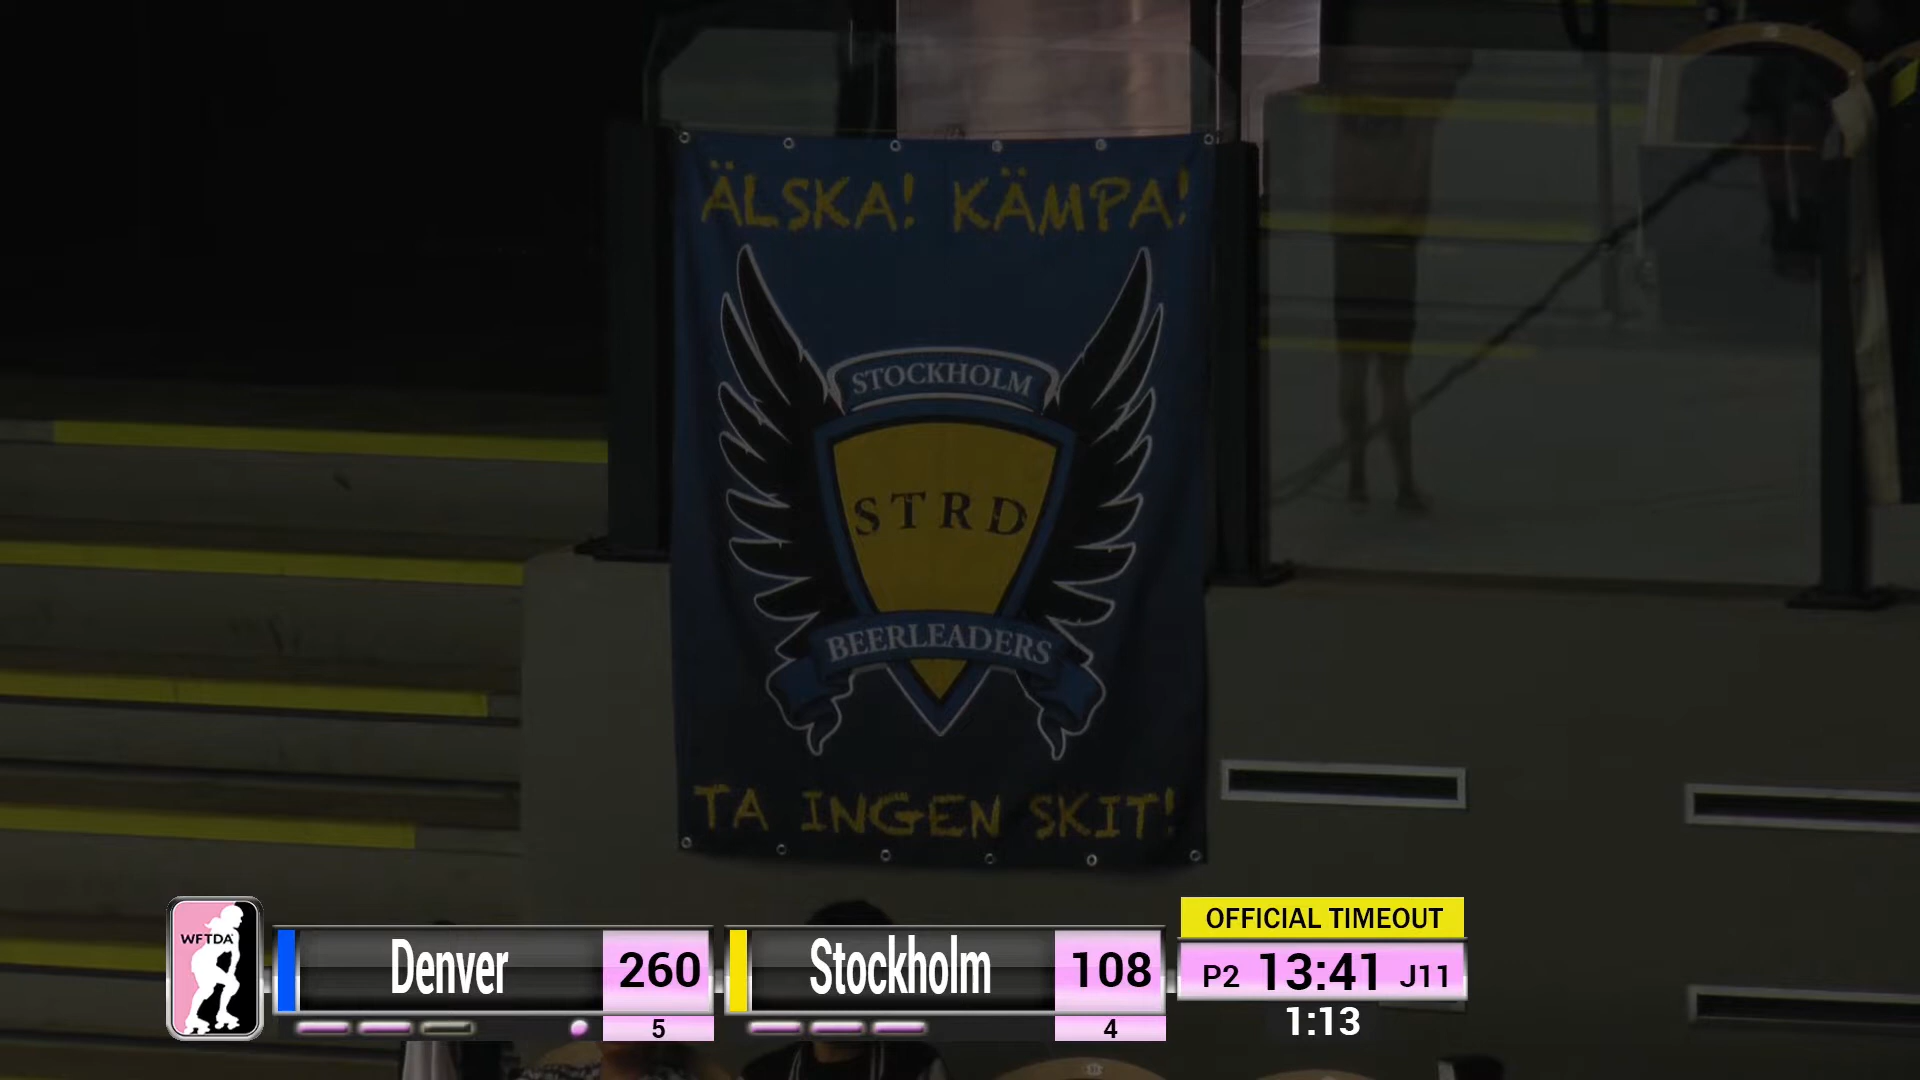 ÄLSKA! KÄMPA!
STOCKHOLM
STRD
BEERLEADERS
TA INGEN SKIT!
OFFICIAL TIMEOUT
WFTDA
Denver 260
Stockholm 108
P2 13:41 J11
5
4
1:13